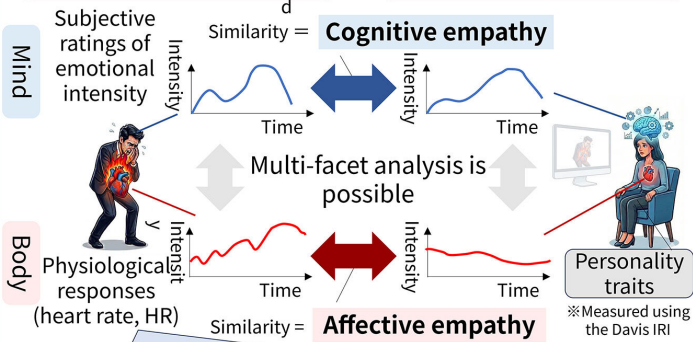 d
Similarity = Cognitive empathy
Mind
Subjective
ratings of
emotional
intensity
Intensity
Time
Intensity
Time
Multi-facet analysis is
possible
Body
Physiological
responses
(heart rate, HR)
Intensit
y
Time
Intensity
Time
Similarity = Affective empathy
Personality
traits
※Measured using
the Davis IRI